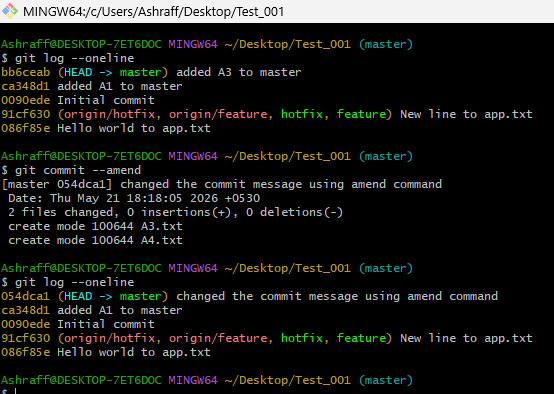 MINGW64:/c/Users/Ashraff/Desktop/Test_001
Ashraff@DESKTOP-7ET6DOC MINGW64 ~/Desktop/Test_001 (master)
$ git log --oneline
bb6ceab (HEAD -> master) added A3 to master
ca348d1 added A1 to master
0090ede Initial commit
91cf630 (origin/hotfix, origin/feature, hotfix, feature) New line to app.txt
086f85e Hello world to app.txt
Ashraff@DESKTOP-7ET6DOC MINGW64 ~/Desktop/Test_001 (master)
$ git commit --amend
[master 054dca1] changed the commit message using amend command
 Date: Thu May 21 18:18:05 2026 +0530
 2 files changed, 0 insertions(+), 0 deletions(-)
 create mode 100644 A3.txt
 create mode 100644 A4.txt
Ashraff@DESKTOP-7ET6DOC MINGW64 ~/Desktop/Test_001 (master)
$ git log --oneline
054dca1 (HEAD -> master) changed the commit message using amend command
ca348d1 added A1 to master
0090ede Initial commit
91cf630 (origin/hotfix, origin/feature, hotfix, feature) New line to app.txt
086f85e Hello world to app.txt
Ashraff@DESKTOP-7ET6DOC MINGW64 ~/Desktop/Test_001 (master)
$